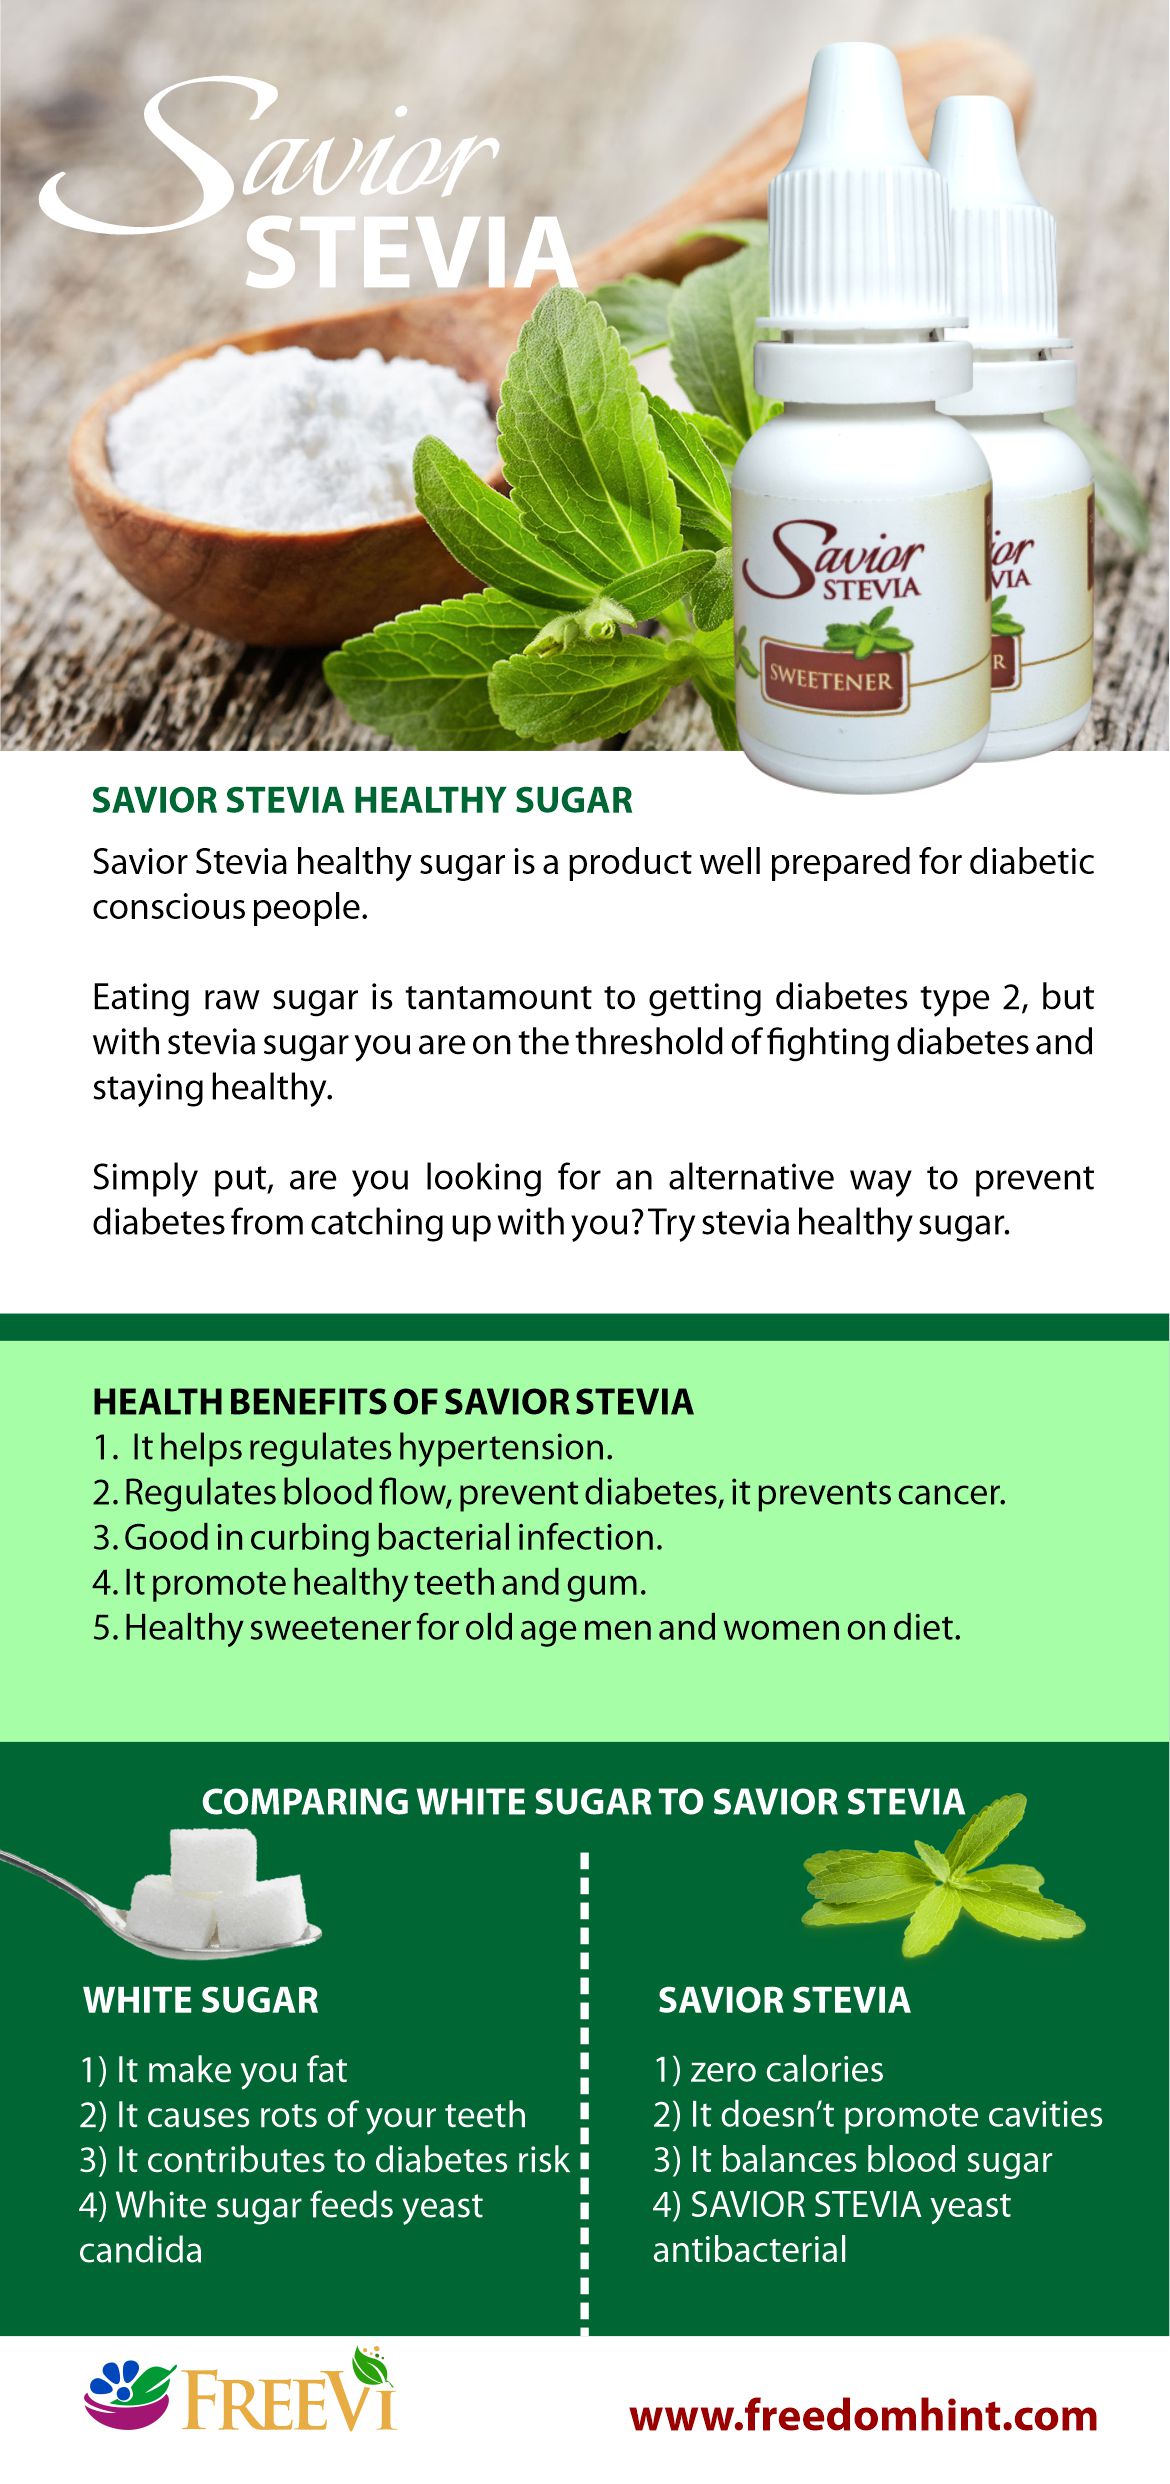 Savior
STEVIA
Savior
STEVIA
SWEETENER
ior
VIA
R
SAVIOR STEVIA HEALTHY SUGAR
Savior Stevia healthy sugar is a product well prepared for diabetic
conscious people.
Eating raw sugar is tantamount to getting diabetes type 2, but
with stevia sugar you are on the threshold of fighting diabetes and
staying healthy.
Simply put, are you looking for an alternative way to prevent
diabetes from catching up with you? Try stevia healthy sugar.
HEALTH BENEFITS OF SAVIOR STEVIA
1. It helps regulates hypertension.
2. Regulates blood flow, prevent diabetes, it prevents cancer.
3. Good in curbing bacterial infection.
4. It promote healthy teeth and gum.
5. Healthy sweetener for old age men and women on diet.
COMPARING WHITE SUGAR TO SAVIOR STEVIA
WHITE SUGAR
1) It make you fat
2) It causes rots of your teeth
3) It contributes to diabetes risk
4) White sugar feeds yeast
candida
SAVIOR STEVIA
1) zero calories
2) It doesn’t promote cavities
3) It balances blood sugar
4) SAVIOR STEVIA yeast
antibacterial
FREEVI
www.freedomhint.com